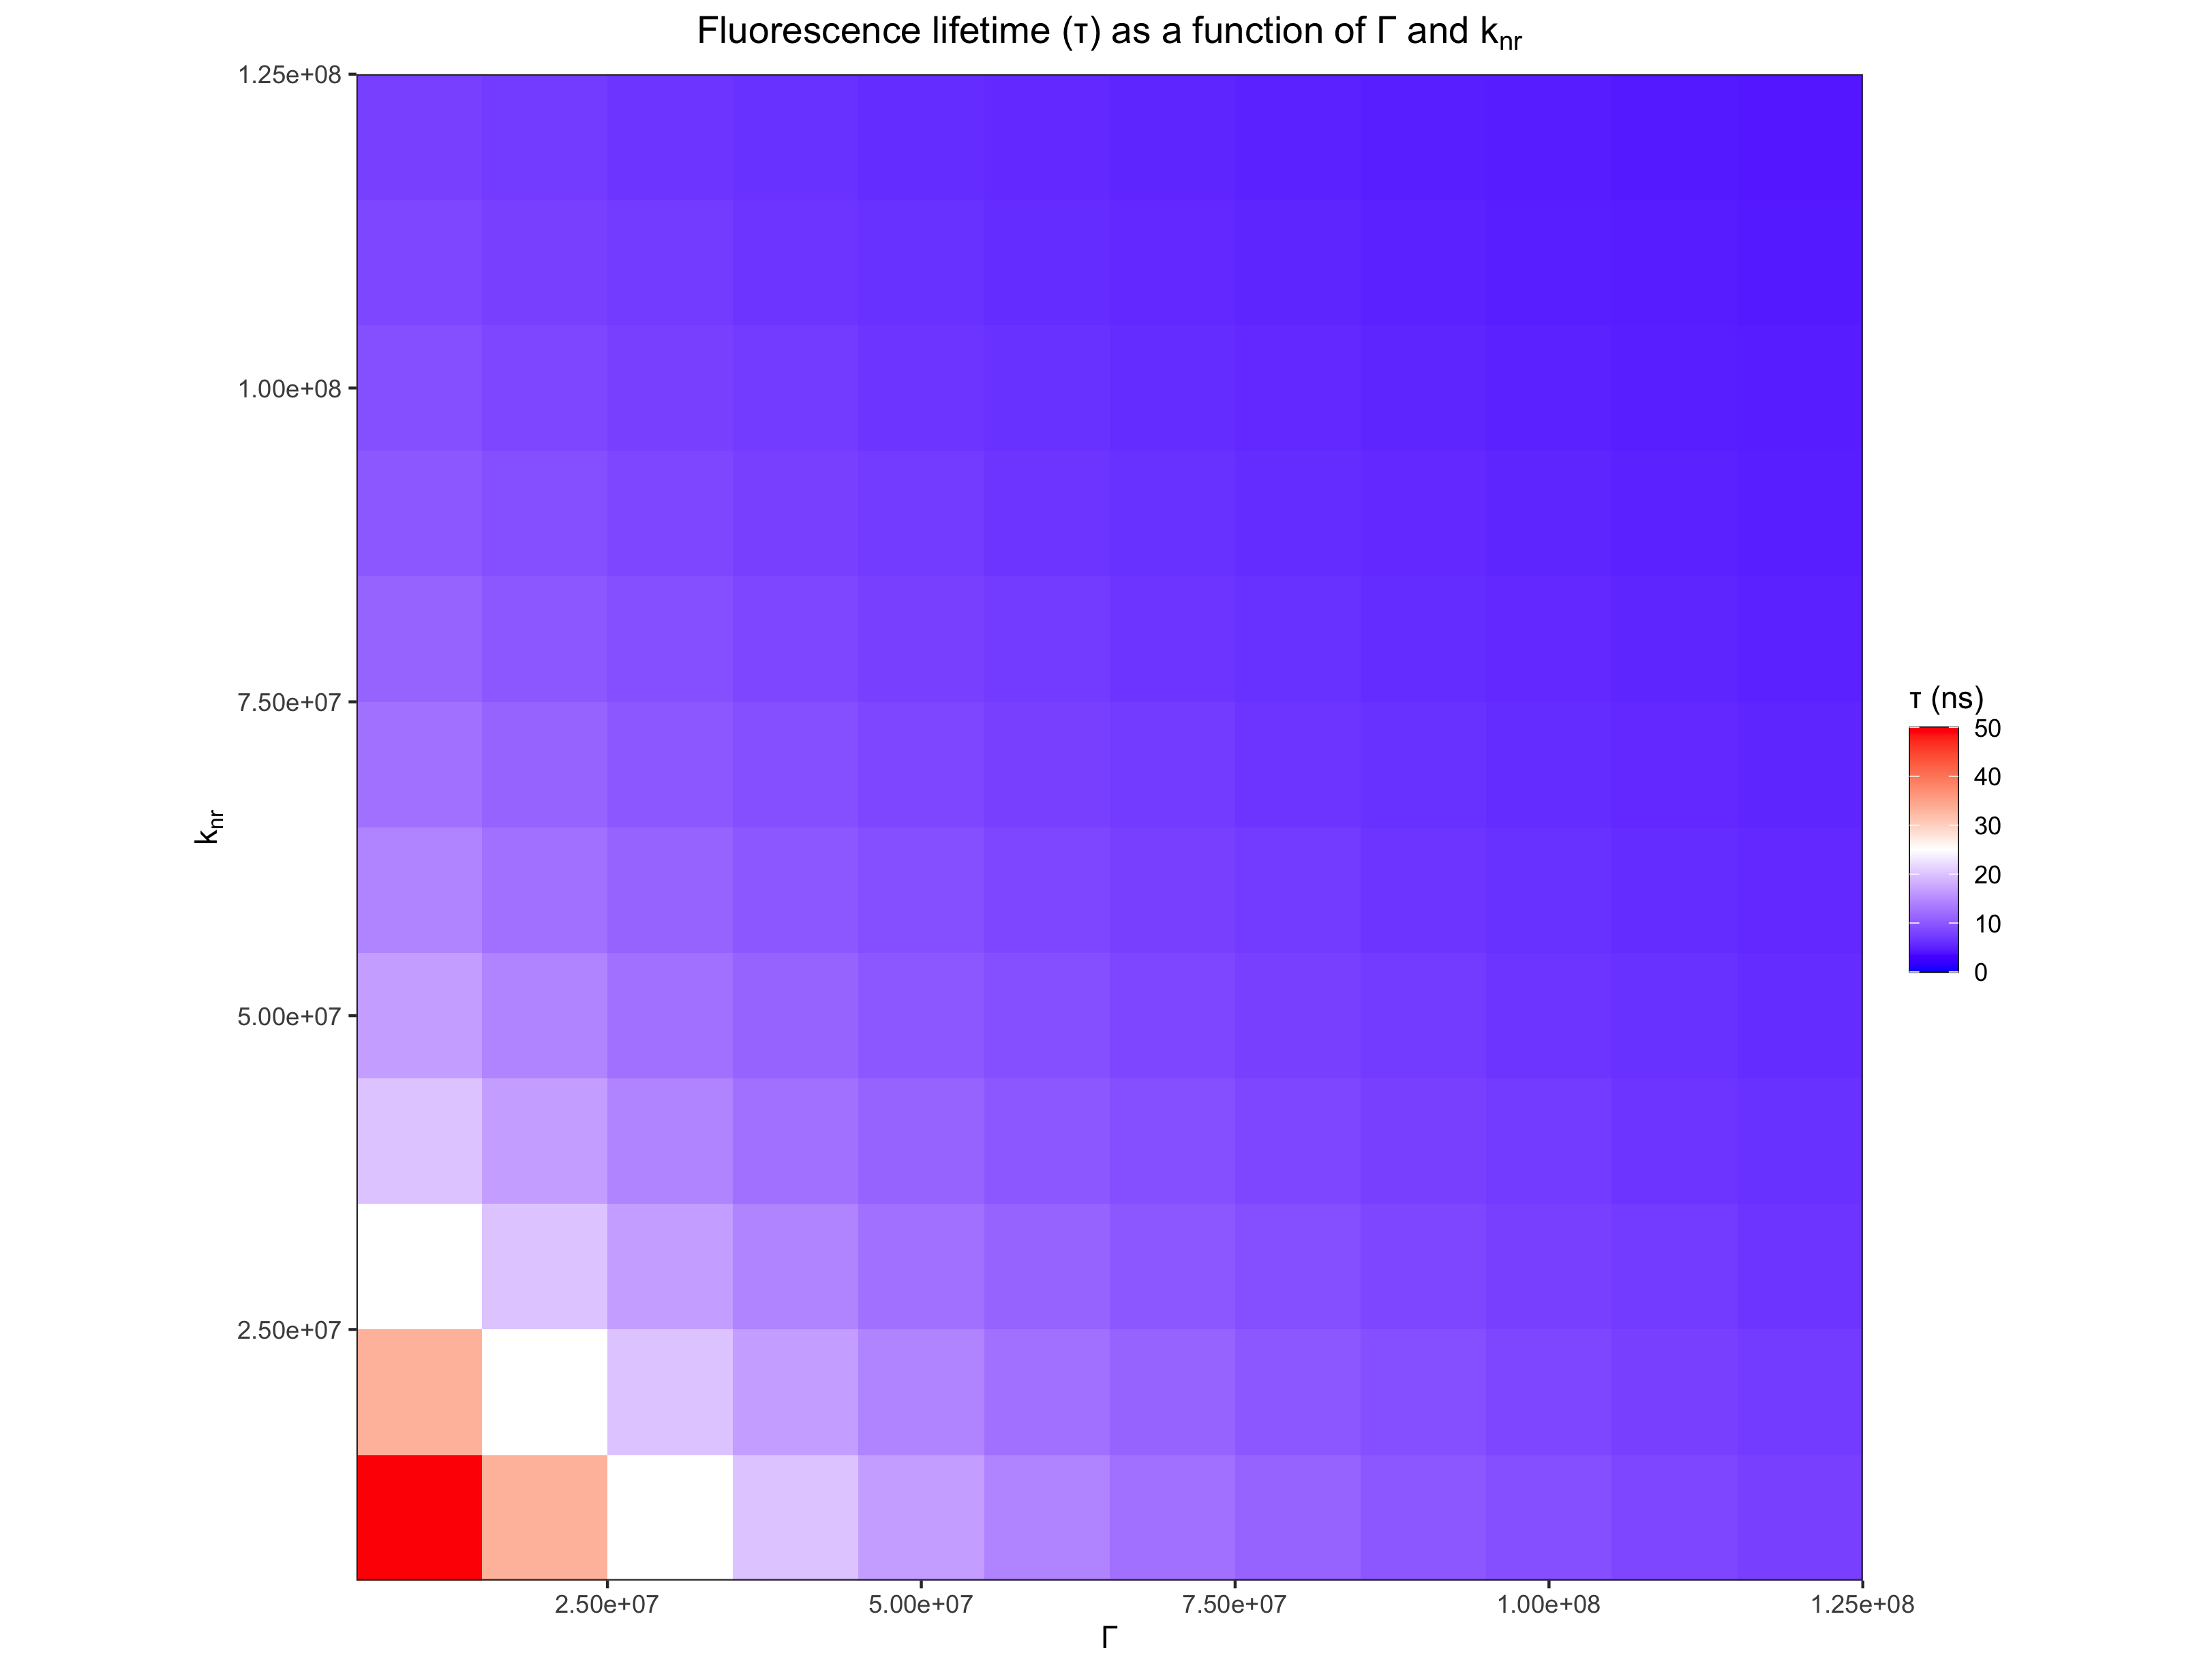 Fluorescence lifetime (τ) as a function of Γ and kₙᵣ
1.25e+08
1.00e+08
7.50e+07
5.00e+07
2.50e+07
kₙᵣ
2.50e+07
5.00e+07
7.50e+07
1.00e+08
1.25e+08
Γ
τ (ns)
50
40
30
20
10
0